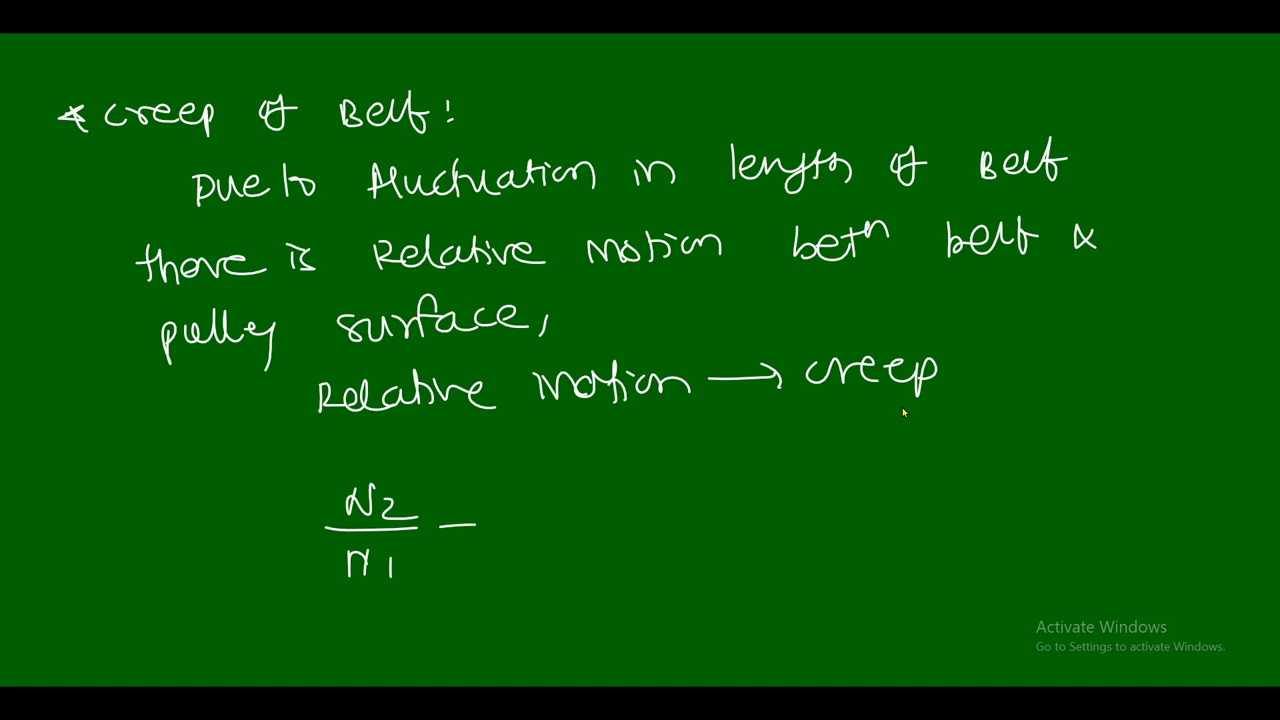 * creep of Belt:
Due to fluctuation in length of Belt
there is Relative motion betn belt &
pulley surface,
Relative motion → creep
N2
N1 =
Activate Windows
Go to Settings to activate Windows.